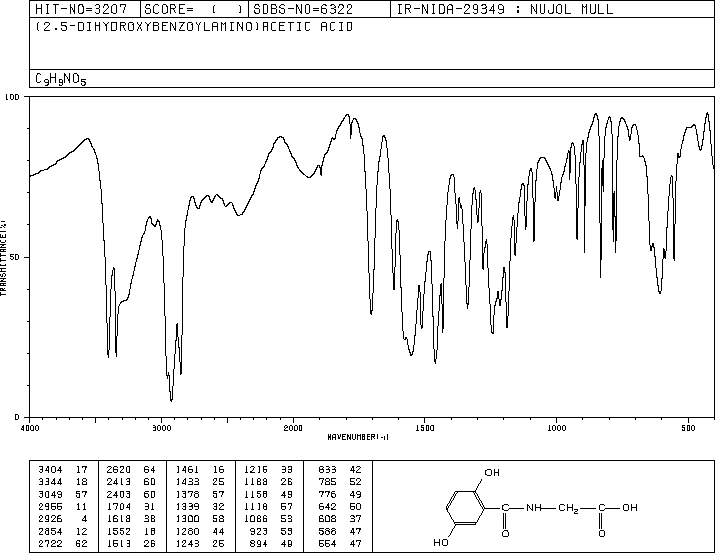 HIT-NO=3207 SCORE= ( ) SDBS-NO=6322 IR-NIDA-29349 : NUJOL MULL
(2,5-DIHYDROXYBENZOYLAMINO)ACETIC ACID
C9H9NO5
100
50
0
TRANSMITTANCE(%)
4000 3000 2000 1500 1000 500
WAVENUMBER(-1)
3404 17 2620 64 1461 16 1215 33 833 42
3344 18 2413 60 1433 25 1188 26 785 52
3049 57 2403 60 1378 57 1158 49 776 49
2955 11 1704 31 1339 32 1118 57 642 50
2926 4 1618 38 1300 58 1086 53 608 37
2854 12 1552 18 1280 44 923 53 588 47
2722 62 1513 26 1243 25 894 49 554 47
OH
NH CH2 C OH
C
O O
HO